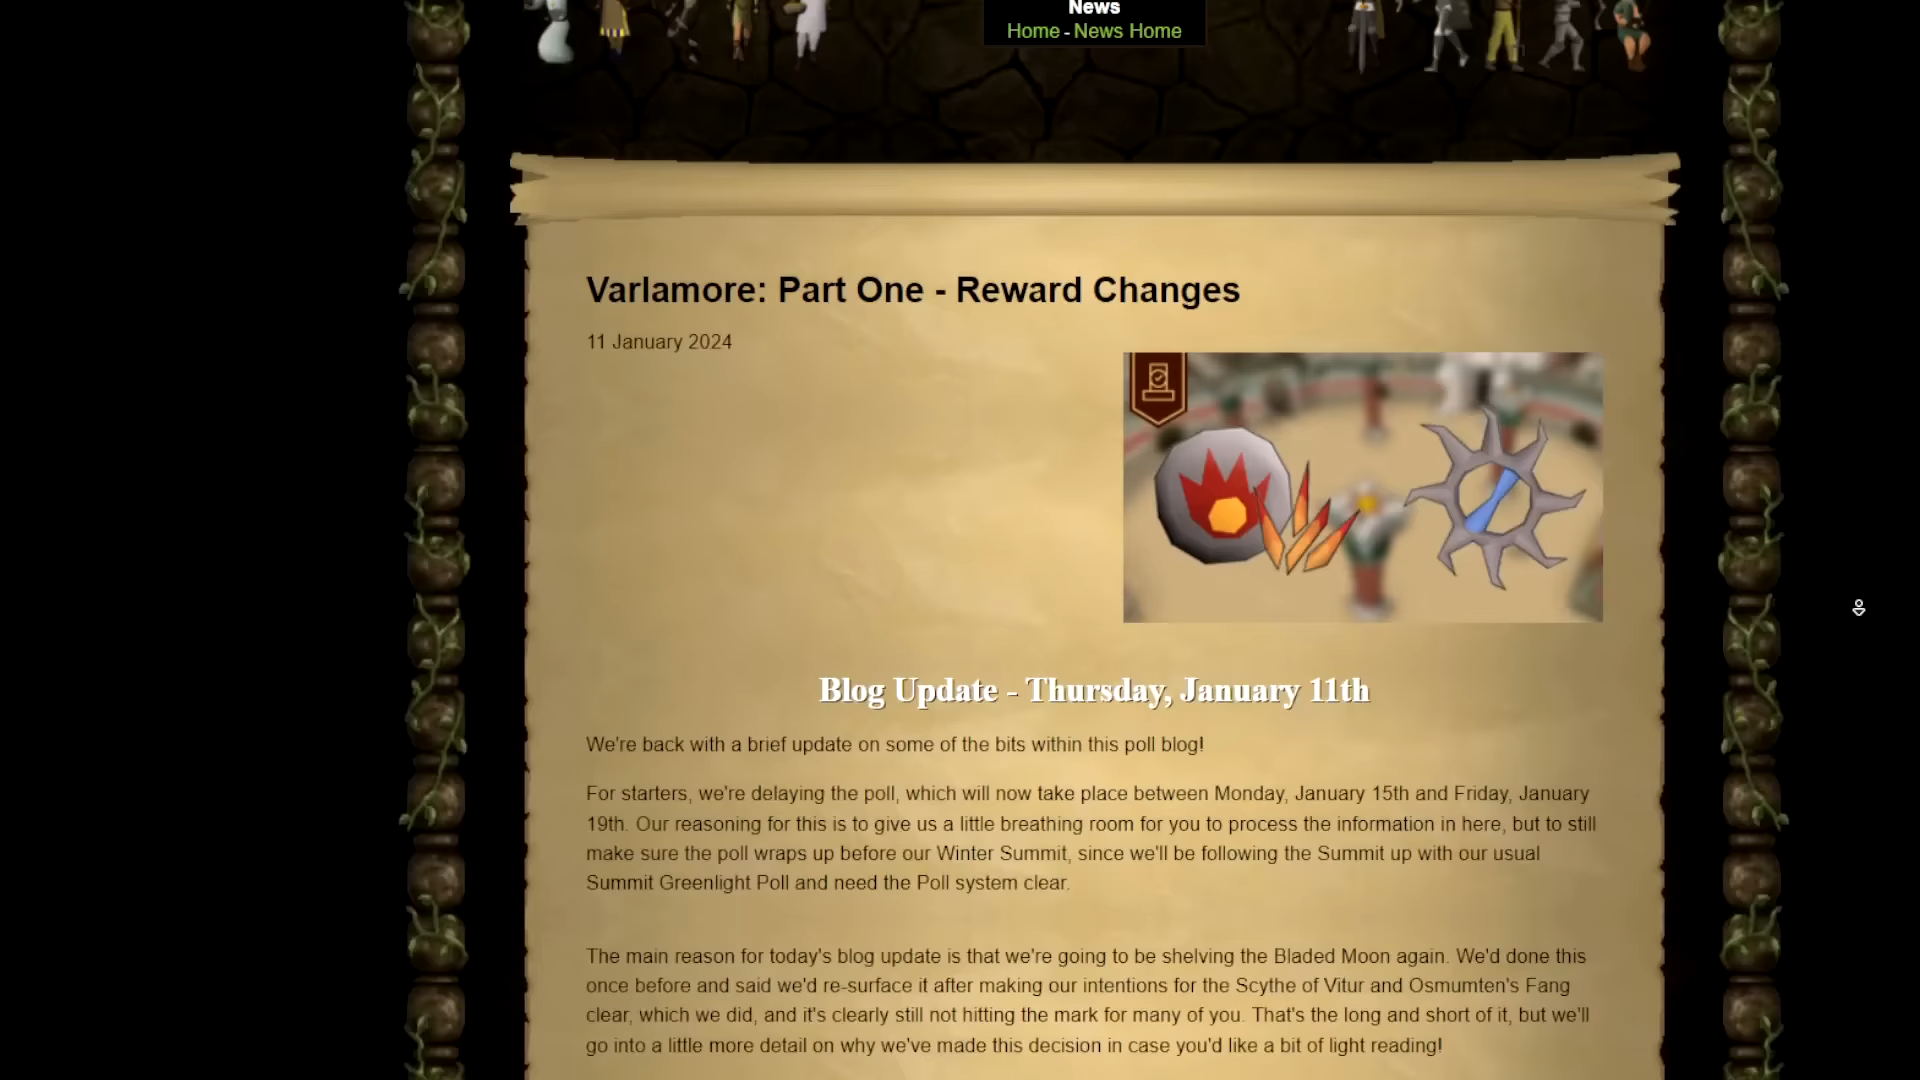 News
Home - News Home
Varlamore: Part One - Reward Changes
11 January 2024
Blog Update - Thursday, January 11th
We're back with a brief update on some of the bits within this poll blog!
For starters, we're delaying the poll, which will now take place between Monday, January 15th and Friday, January
19th. Our reasoning for this is to give us a little breathing room for you to process the information in here, but to still
make sure the poll wraps up before our Winter Summit, since we'll be following the Summit up with our usual
Summit Greenlight Poll and need the Poll system clear.
The main reason for today's blog update is that we're going to be shelving the Bladed Moon again. We'd done this
once before and said we'd re-surface it after making our intentions for the Scythe of Vitur and Osmumten's Fang
clear, which we did, and it's clearly still not hitting the mark for many of you. That's the long and short of it, but we'll
go into a little more detail on why we've made this decision in case you'd like a bit of light reading!